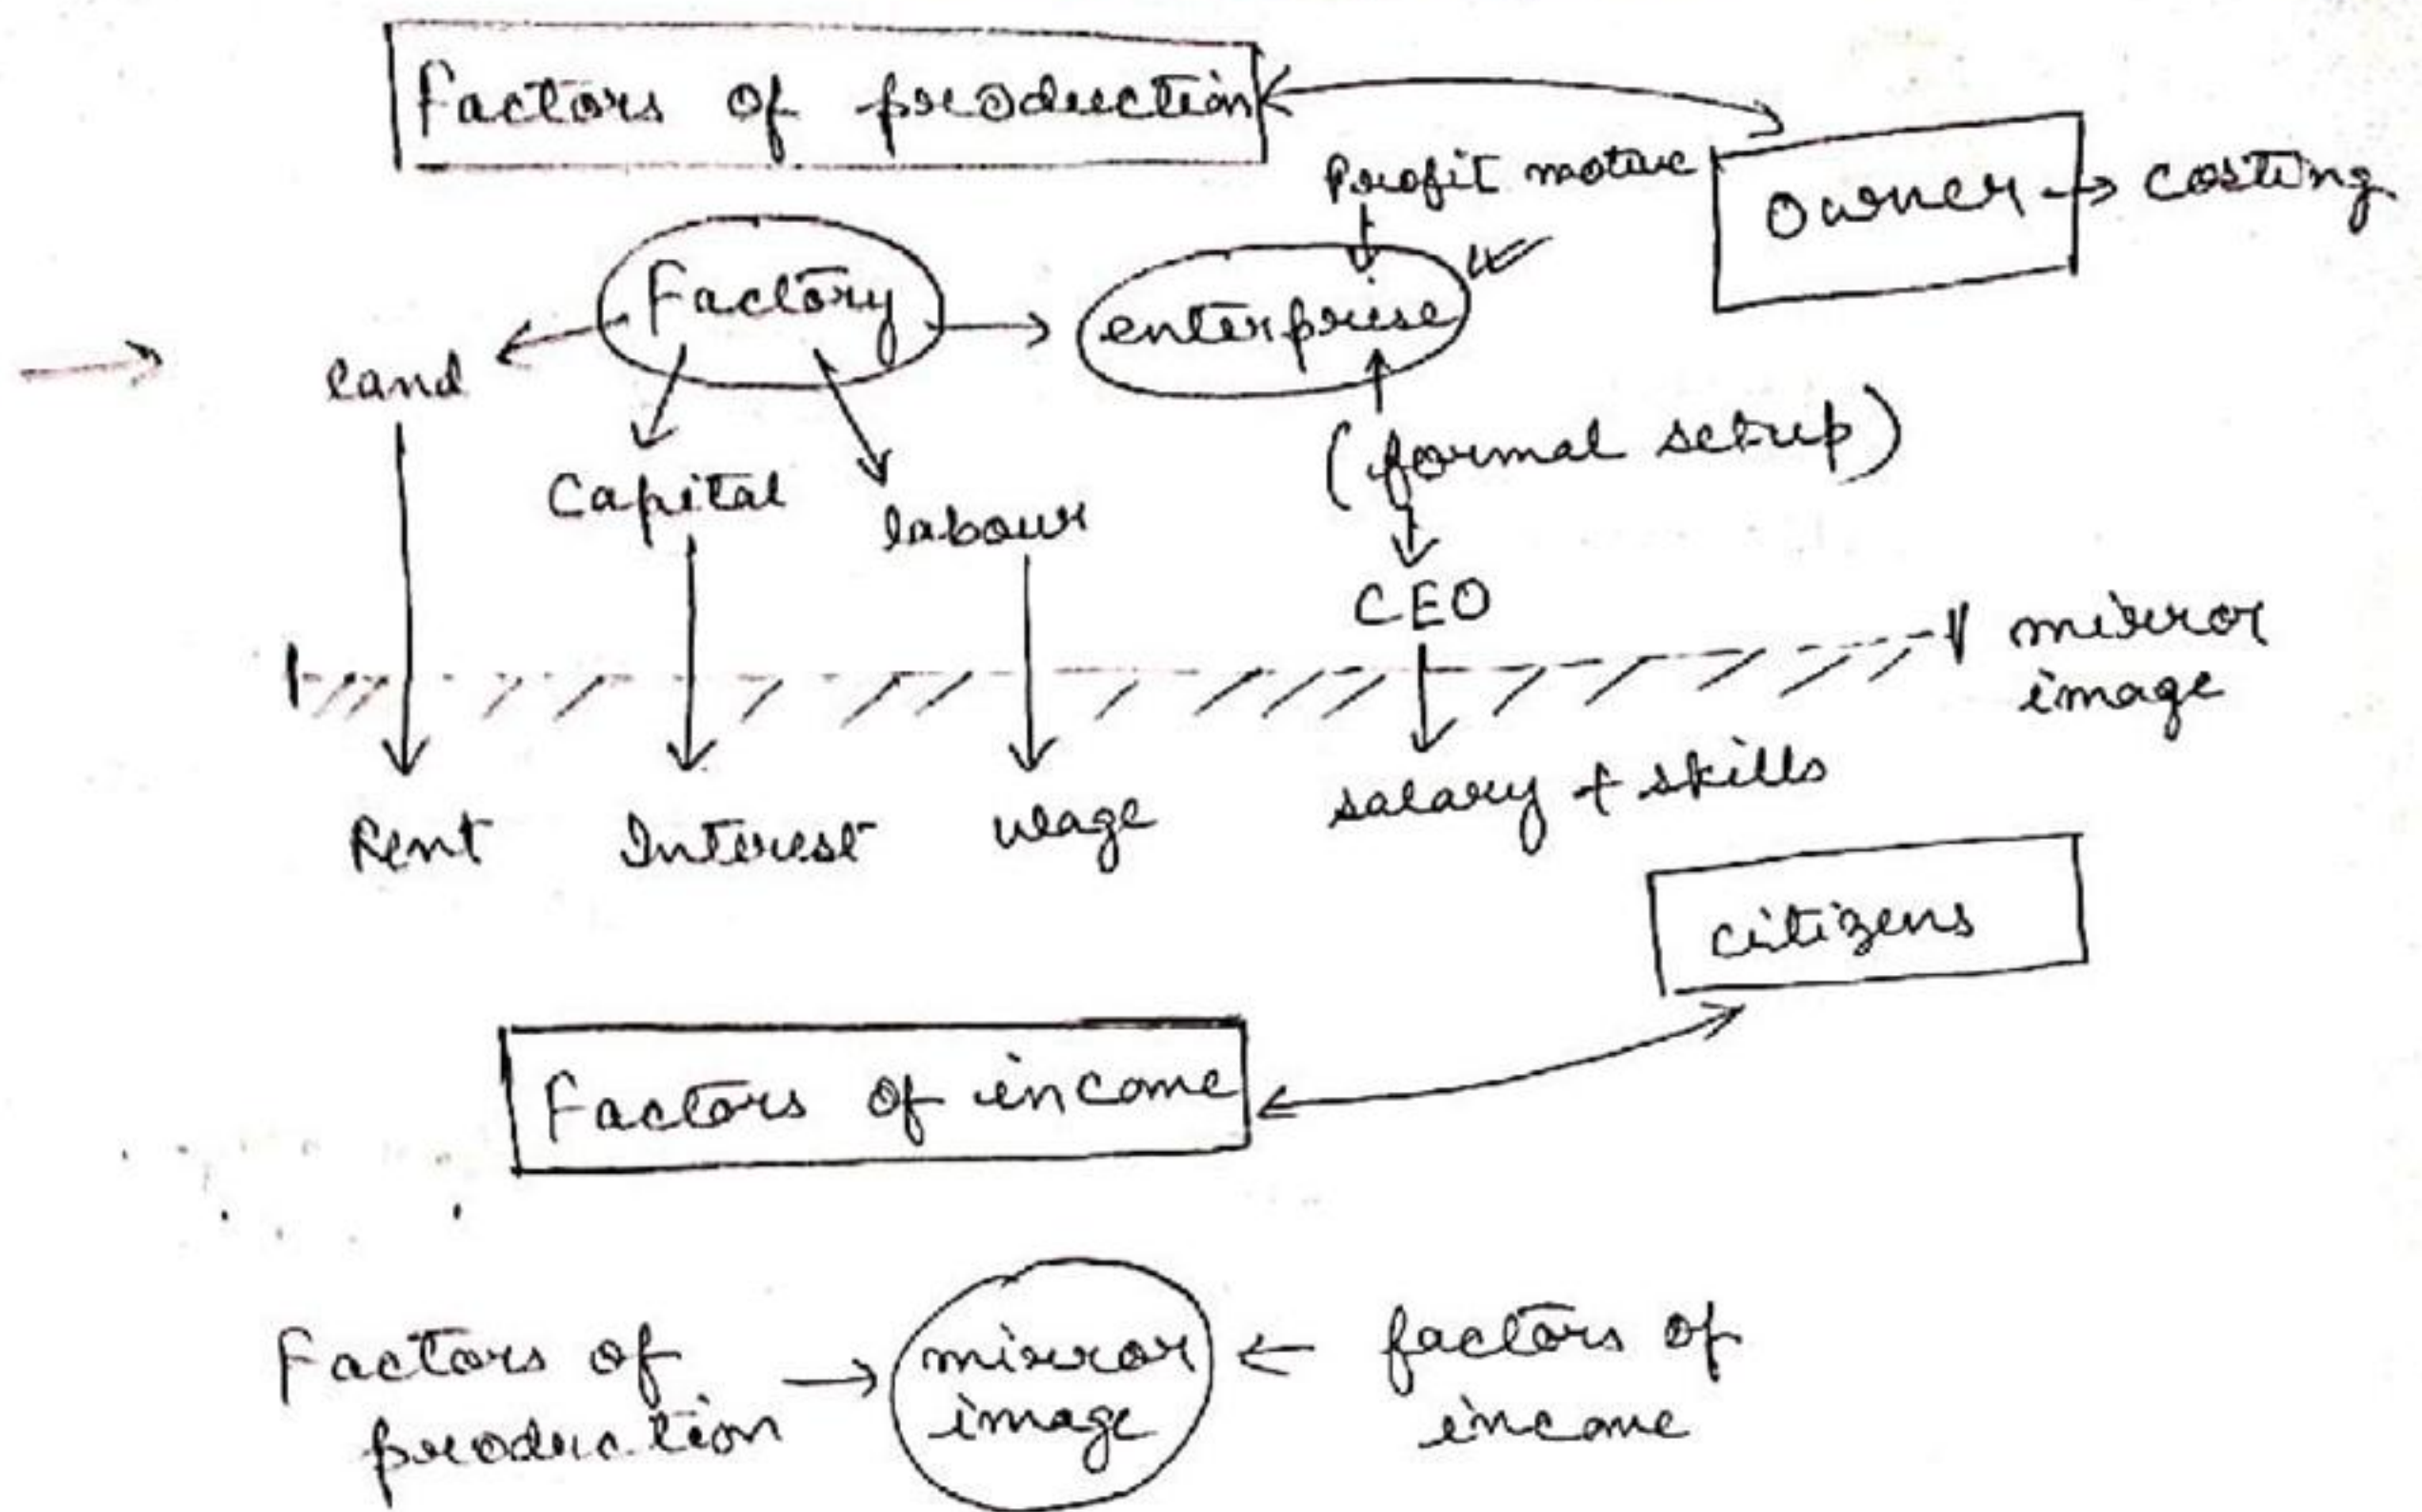 Factors of production
Profit motive
Owner → costing
Factory
enterprise
land
(formal setup)
Capital
labour
CEO
mirror
image
Rent
Interest
wage
salary + skills
citizens
Factors of income
Factors of
production
→
mirror
image
←
factors of
income